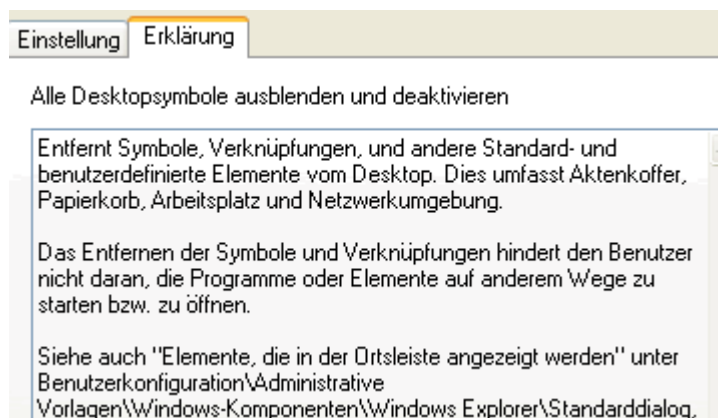 Einstellung Erklärung
Alle Desktopsymbole ausblenden und deaktivieren
Entfernt Symbole, Verknüpfungen, und andere Standard- und
benutzerdefinierte Elemente vom Desktop. Dies umfasst Aktenkoffer,
Papierkorb, Arbeitsplatz und Netzwerkumgebung.
Das Entfernen der Symbole und Verknüpfungen hindert den Benutzer
nicht daran, die Programme oder Elemente auf anderem Wege zu
starten bzw. zu öffnen.
Siehe auch "Elemente, die in der Ortsleiste angezeigt werden" unter
Benutzerkonfiguration\Administrative
Vorlagen\Windows-Komponenten\Windows Explorer\Standarddialog,